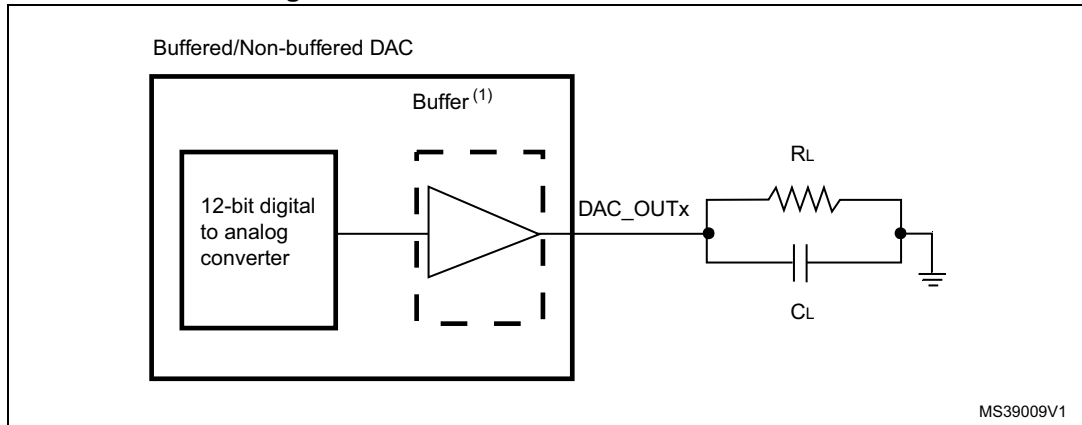 Buffered/Non-buffered DAC
Buffer (1)
12-bit digital
to analog
converter
DAC_OUTx
RL
CL
MS39009V1